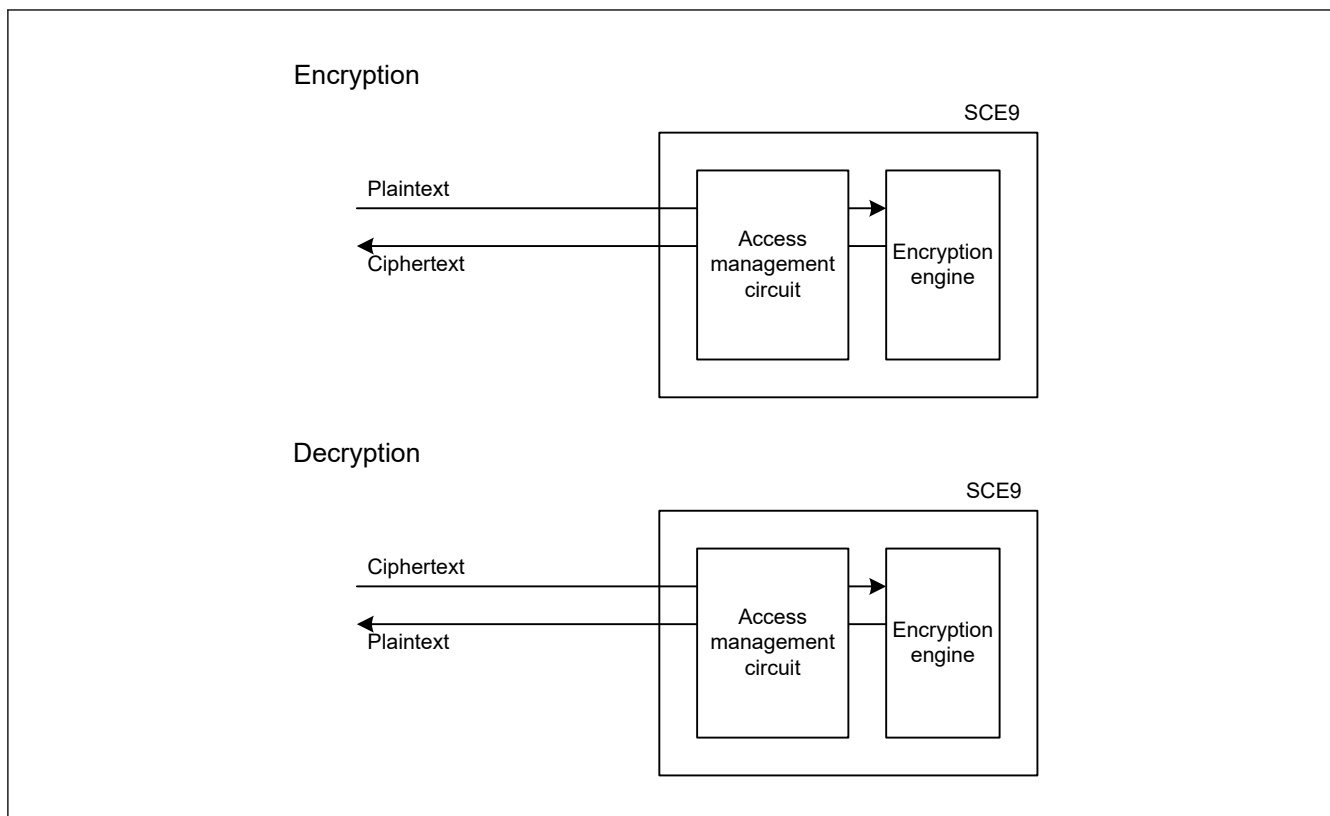 Encryption
SCE9
Plaintext
Ciphertext
Access
management
circuit
Encryption
engine
Decryption
SCE9
Ciphertext
Plaintext
Access
management
circuit
Encryption
engine